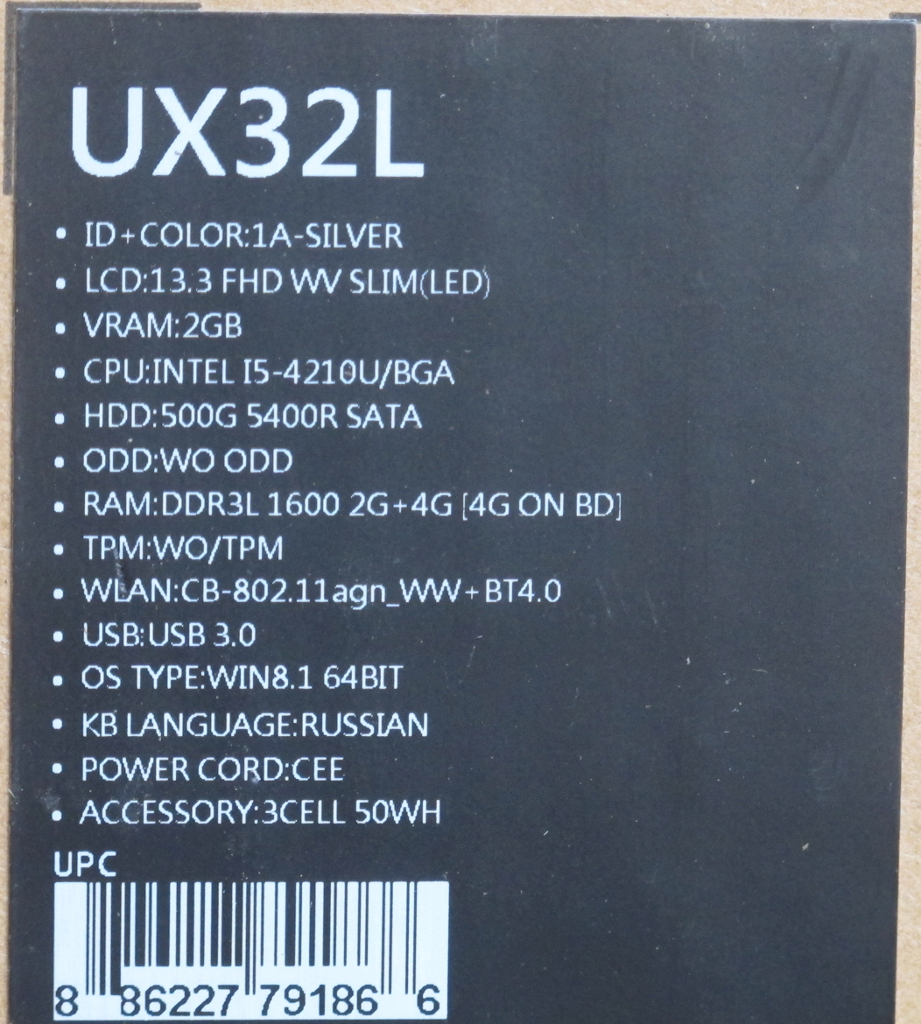 UX32L
• ID+COLOR:1A-SILVER
• LCD:13.3 FHD WV SLIM(LED)
• VRAM:2GB
• CPU:INTEL I5-4210U/BGA
• HDD:500G 5400R SATA
• ODD:WO ODD
• RAM:DDR3L 1600 2G+4G [4G ON BD]
• TPM:WO/TPM
• WLAN:CB-802.11agn_WW+BT4.0
• USB:USB 3.0
• OS TYPE:WIN8.1 64BIT
• KB LANGUAGE:RUSSIAN
• POWER CORD:CEE
• ACCESSORY:3CELL 50WH
UPC
8 86227 79186 6